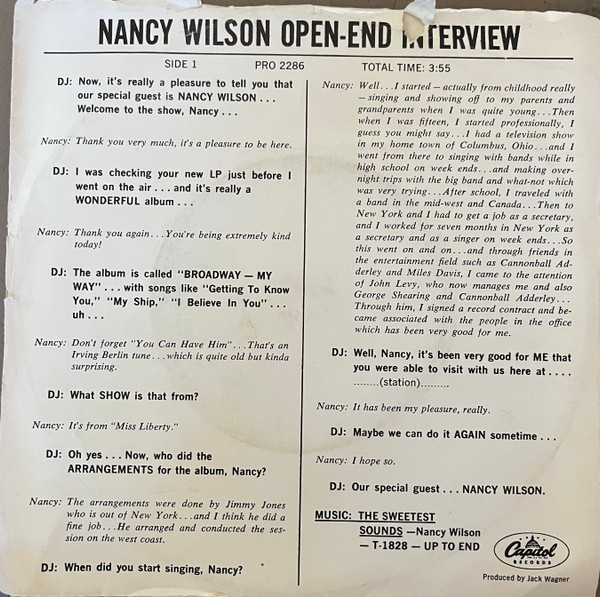 NANCY WILSON OPEN-END INTERVIEW
SIDE 1 PRO 2286 TOTAL TIME: 3:55
DJ: Now, it's really a pleasure to tell you that
our special guest is NANCY WILSON . . .
Welcome to the show, Nancy . . .
Nancy: Thank you very much, it's a pleasure to be here.
DJ: I was checking your new LP just before I
went on the air . . . and it's really a
WONDERFUL album . . .
Nancy: Thank you again . . . You're being extremely kind
today!
DJ: The album is called "BROADWAY — MY
WAY" . . . with songs like "Getting To Know
You," "My Ship," "I Believe In You" . . .
uh . . .
Nancy: Don't forget "You Can Have Him" . . . That's an
Irving Berlin tune . . . which is quite old but kinda
surprising.
DJ: What SHOW is that from?
Nancy: It's from "Miss Liberty."
DJ: Oh yes . . . Now, who did the
ARRANGEMENTS for the album, Nancy?
Nancy: The arrangements were done by Jimmy Jones
who is out of New York . . . and I think he did a
fine job . . . He arranged and conducted the ses-
sion on the west coast.
DJ: When did you start singing, Nancy?
Nancy: Well . . . I started — actually from childhood really
— singing and showing off to my parents and
grandparents when I was quite young . . . Then
when I was fifteen, I started professionally, I
guess you might say . . . I had a television show
in my home town of Columbus, Ohio . . . and I
went from there to singing with bands while in
high school on week ends . . . and making over-
night trips with the big band and what-not which
was very trying . . . After school, I traveled with
a band in the mid-west and Canada . . . Then to
New York and I had to get a job as a secretary,
and I worked for seven months in New York as
a secretary and as a singer on week ends . . . So
this went on and on . . . and through friends in
the entertainment field such as Cannonball Ad-
derley and Miles Davis, I came to the attention
of John Levy, who now manages me and also
George Shearing and Cannonball Adderley . . .
Through him, I signed a record contract and be-
came associated with the people in the office
which has been very good for me.
DJ: Well, Nancy, it's been very good for ME that
you were able to visit with us here at . . . .
.........(station).........
Nancy: It has been my pleasure, really.
DJ: Maybe we can do it AGAIN sometime . . .
Nancy: I hope so.
DJ: Our special guest . . . NANCY WILSON.
MUSIC: THE SWEETEST
SOUNDS —Nancy Wilson
— T-1828 — UP TO END
Capitol
RECORDS
Produced by Jack Wagner